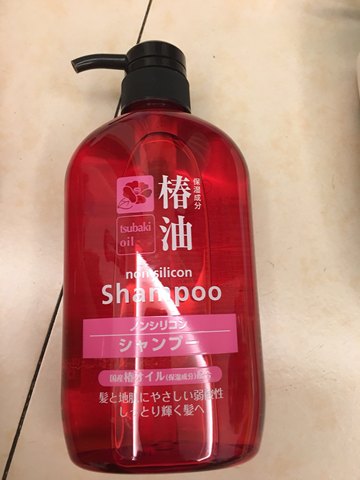 椿油
保湿成分
tsubaki
oil
non silicon
Shampoo
ノンシリコン
シャンプー
国産椿オイル(保湿成分)配合
髪と地肌にやさしい弱酸性
しっとり輝く髪へ